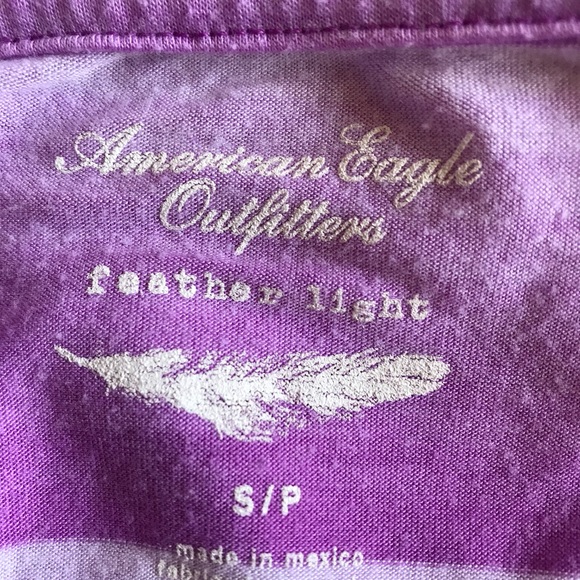 American Eagle
Outfitters
feather light
S/P
made in mexico